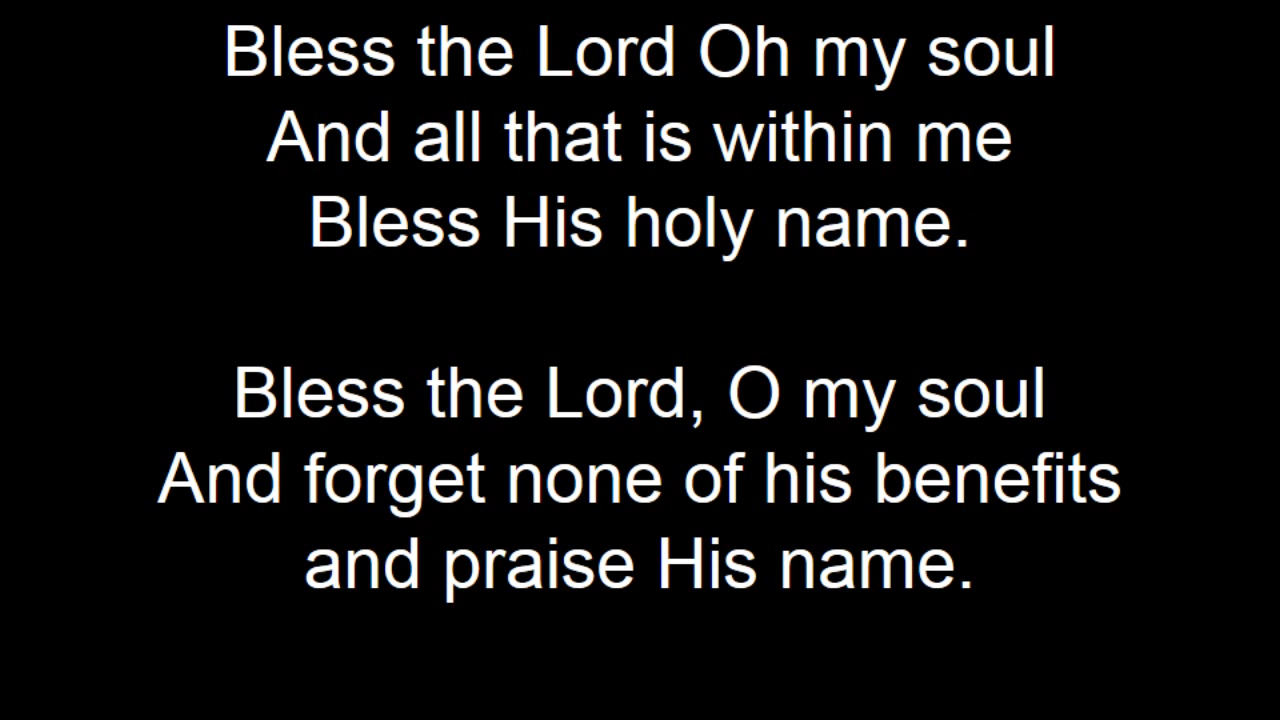 Bless the Lord Oh my soul
And all that is within me
Bless His holy name.
Bless the Lord, O my soul
And forget none of his benefits
and praise His name.